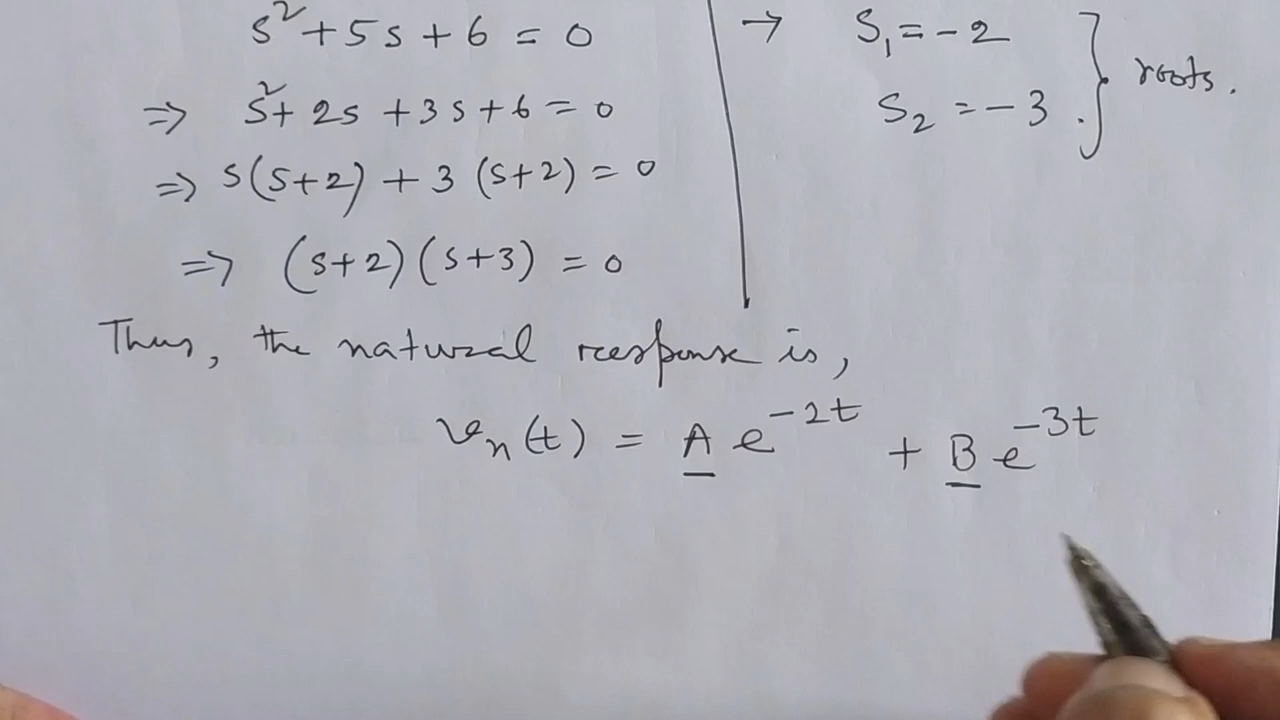 s² + 5s + 6 = 0
⇒ s² + 2s + 3s + 6 = 0
⇒ s(s+2) + 3 (s+2) = 0
⇒ (s+2)(s+3) = 0
→ S₁ = -2
S₂ = -3 .
} roots.
Thus, the natural response is,
vₙ(t) = A e^{-2t} + B e^{-3t}